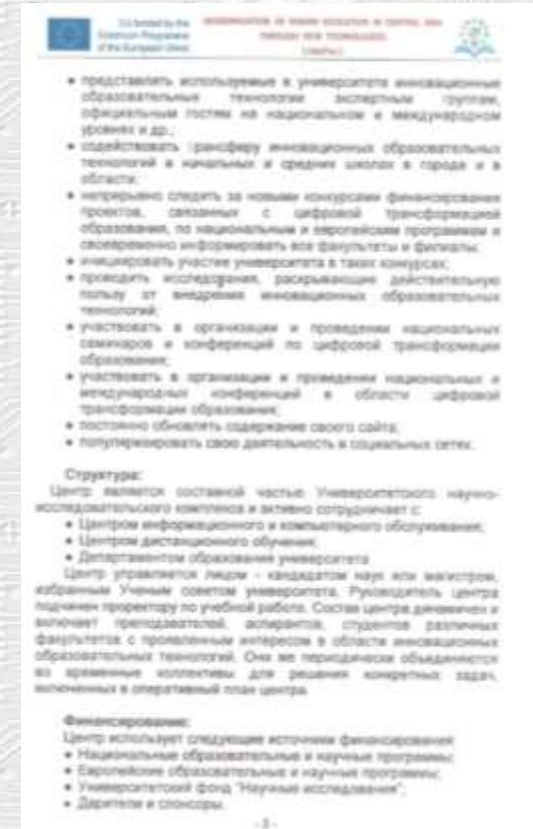 Co-funded by the
Erasmus+ Programme
of the European Union
MODERNISATION OF HIGHER EDUCATION IN CENTRAL ASIA
THROUGH NEW TECHNOLOGIES
● представлять используемые в университете инновационные
образовательные технологии экспертным группам,
официальным гостям на национальном и международном
уровнях и др.;
● содействовать трансферу инновационных образовательных
технологий в начальных и средних школах в городе и в
области;
● непрерывно следить за новыми конкурсами финансирования
проектов, связанных с цифровой трансформацией
образования, по национальным и европейским программам и
своевременно информировать все факультеты и филиалы;
● инициировать участие университета в таких конкурсах;
● проводить исследования, раскрывающие действительную
пользу от внедрения инновационных образовательных
технологий;
● участвовать в организации и проведении национальных
семинаров и конференций по цифровой трансформации
образования;
● участвовать в организации и проведении национальных и
международных конференций в области цифровой
трансформации образования;
● постоянно обновлять содержание своего сайта;
● популяризировать свою деятельность в социальных сетях.
Структура:
Центр является составной частью Университетского научно-
исследовательского комплекса и активно сотрудничает с:
● Центром информационного и компьютерного обслуживания;
● Центром дистанционного обучения;
● Департаментом образования университета
Центр управляется лицом - кандидатом наук или магистром,
избранным Ученым советом университета. Руководитель центра
подчинен проректору по учебной работе. Состав центра динамичен и
включает преподавателей, аспирантов, студентов различных
факультетов с проявленным интересом в области инновационных
образовательных технологий. Они же периодически объединяются
во временные коллективы для решения конкретных задач,
включенных в оперативный план центра.
Финансирование:
Центр использует следующие источники финансирования:
● Национальные образовательные и научные программы;
● Европейские образовательные и научные программы;
● Университетский фонд "Научные исследования";
● Дарители и спонсоры.
- 3 -